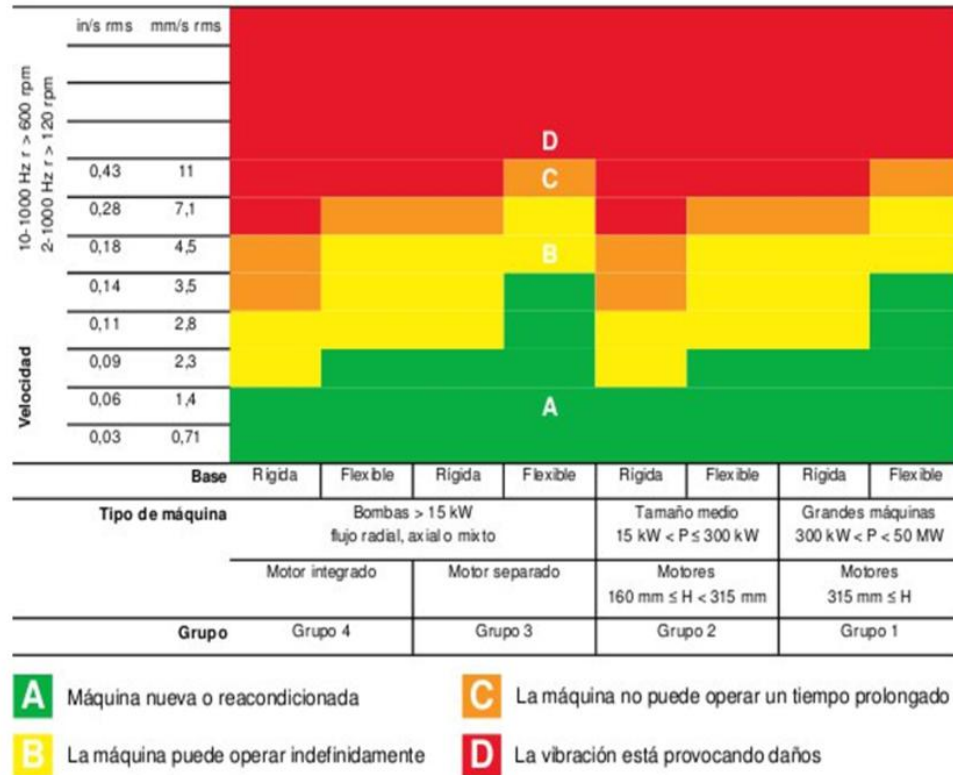 in/s rms mm/s rms
10-1000 Hz r > 600 rpm
2-1000 Hz r > 120 rpm
Velocidad
D
0,43 11
C
0,28 7,1
0,18 4,5
B
0,14 3,5
0,11 2,8
0,09 2,3
0,06 1,4
A
0,03 0,71
Base Rígida Flexible Rígida Flexible Rígida Flexible Rígida Flexible
Tipo de máquina Bombas > 15 kW Tamaño medio Grandes máquinas
flujo radial, axial o mixto 15 kW < P ≤ 300 kW 300 kW < P < 50 MW
Motor integrado Motor separado Motores Motores
160 mm ≤ H < 315 mm 315 mm ≤ H
Grupo Grupo 4 Grupo 3 Grupo 2 Grupo 1
A Máquina nueva o reacondicionada
C La máquina no puede operar un tiempo prolongado
B La máquina puede operar indefinidamente
D La vibración está provocando daños